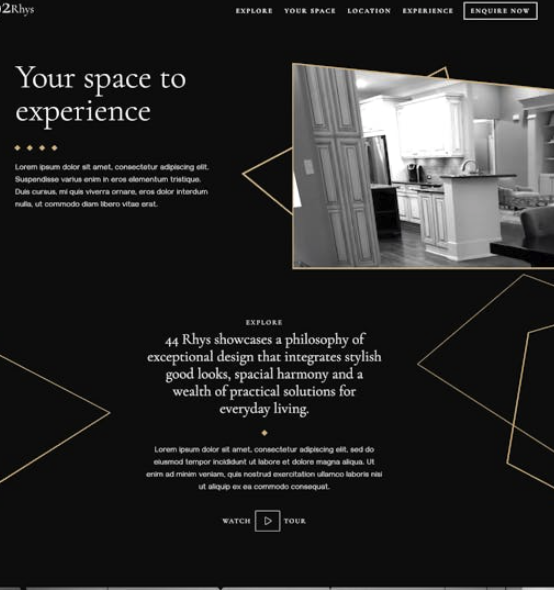 2Rhys
EXPLORE YOUR SPACE LOCATION EXPERIENCE ENQUIRE NOW
Your space to
experience
Lorem ipsum dolor sit amet, consectetur adipiscing elit.
Suspendisse varius enim in eros elementum tristique.
Duis cursus, mi quis viverra ornare, eros dolor interdum
nulla, ut commodo diam libero vitae erat.
EXPLORE
44 Rhys showcases a philosophy of
exceptional design that integrates stylish
good looks, spacial harmony and a
wealth of practical solutions for
everyday living.
Lorem ipsum dolor sit amet, consectetur adipiscing elit, sed do
eiusmod tempor incididunt ut labore et dolore magna aliqua. Ut
enim ad minim veniam, quis nostrud exercitation ullamco laboris nisi
ut aliquip ex ea commodo consequat.
WATCH TOUR